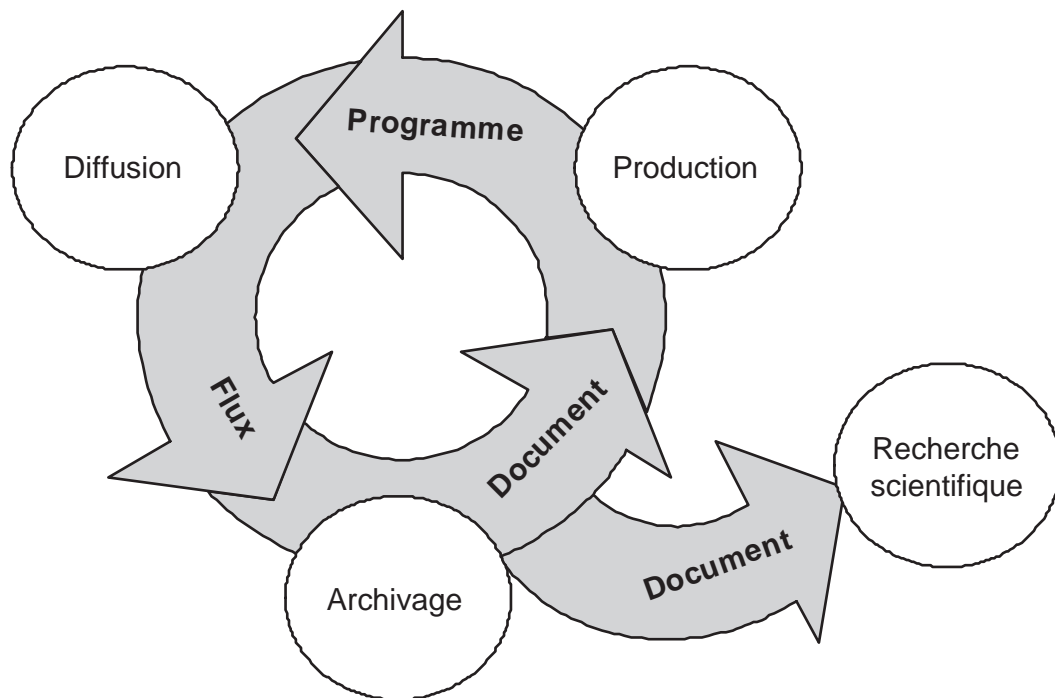 Programme
Diffusion
Production
Flux
Document
Recherche
scientifique
Document
Archivage